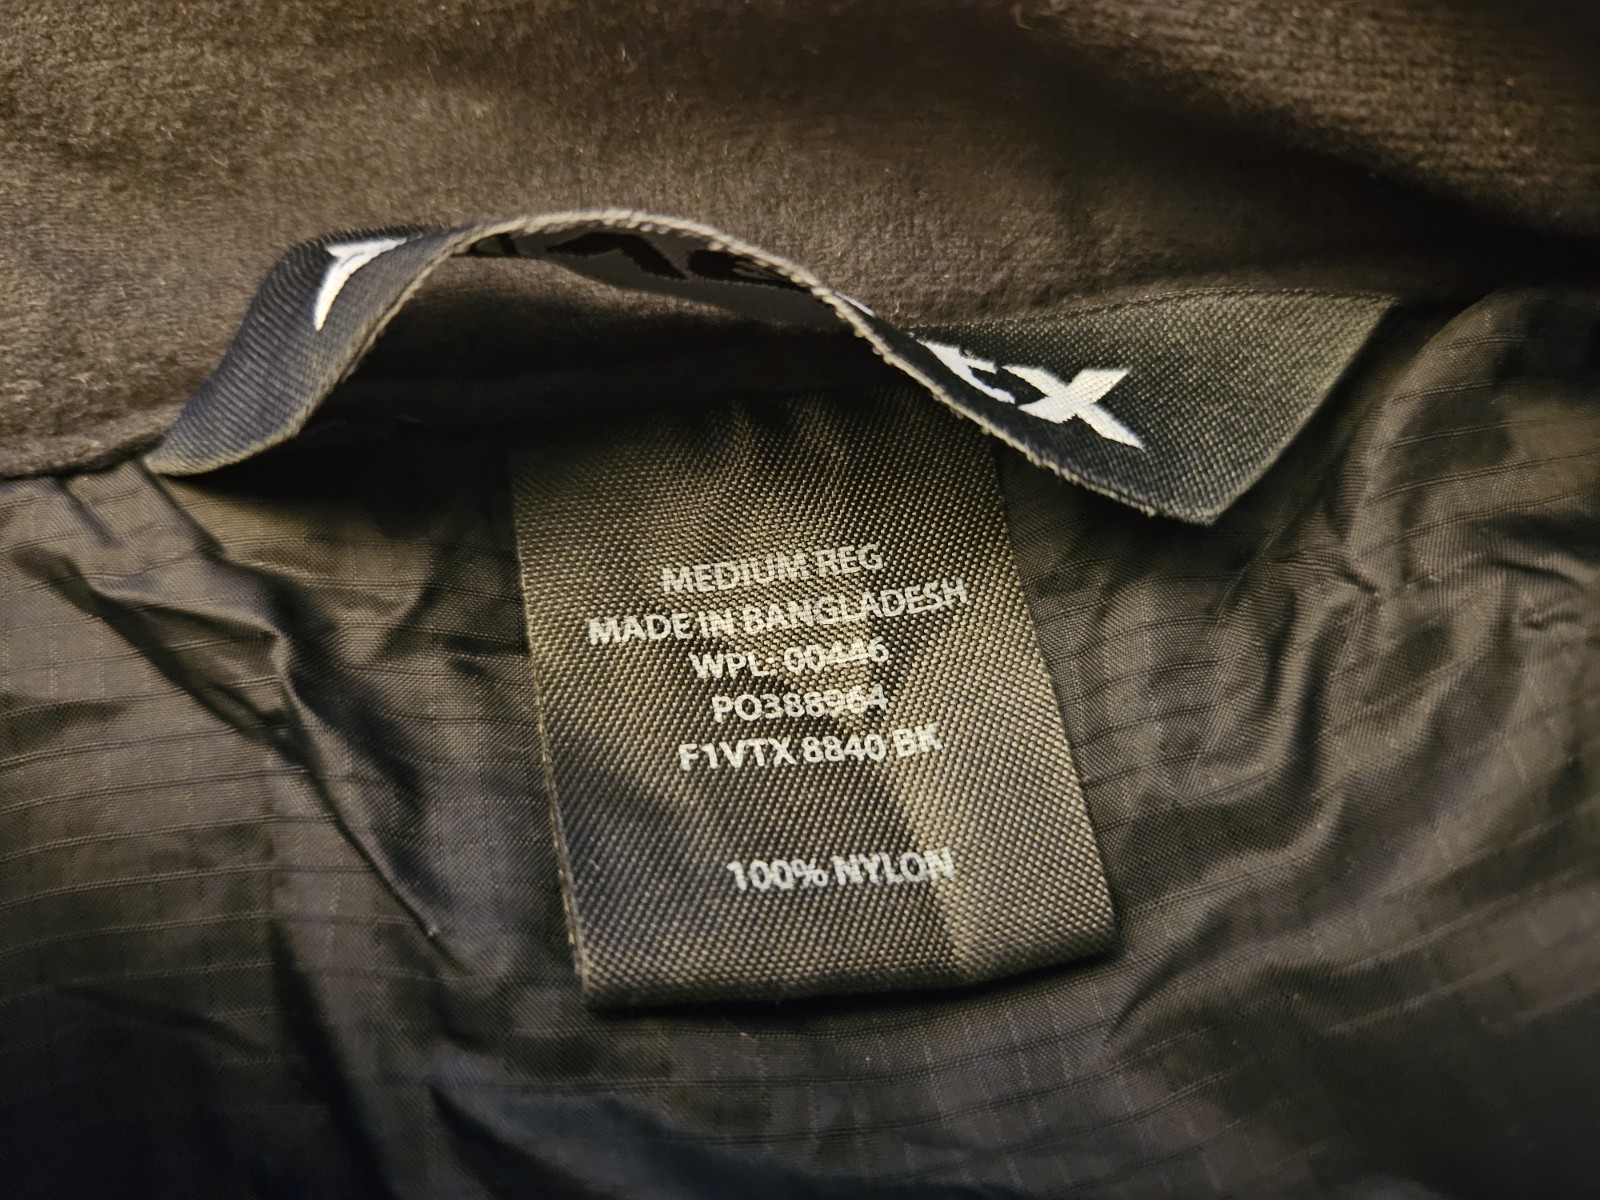 MEDIUM REG
MADE IN BANGLADESH
WPL 00446
PO388964
F1VTX 8840 BK
100% NYLON